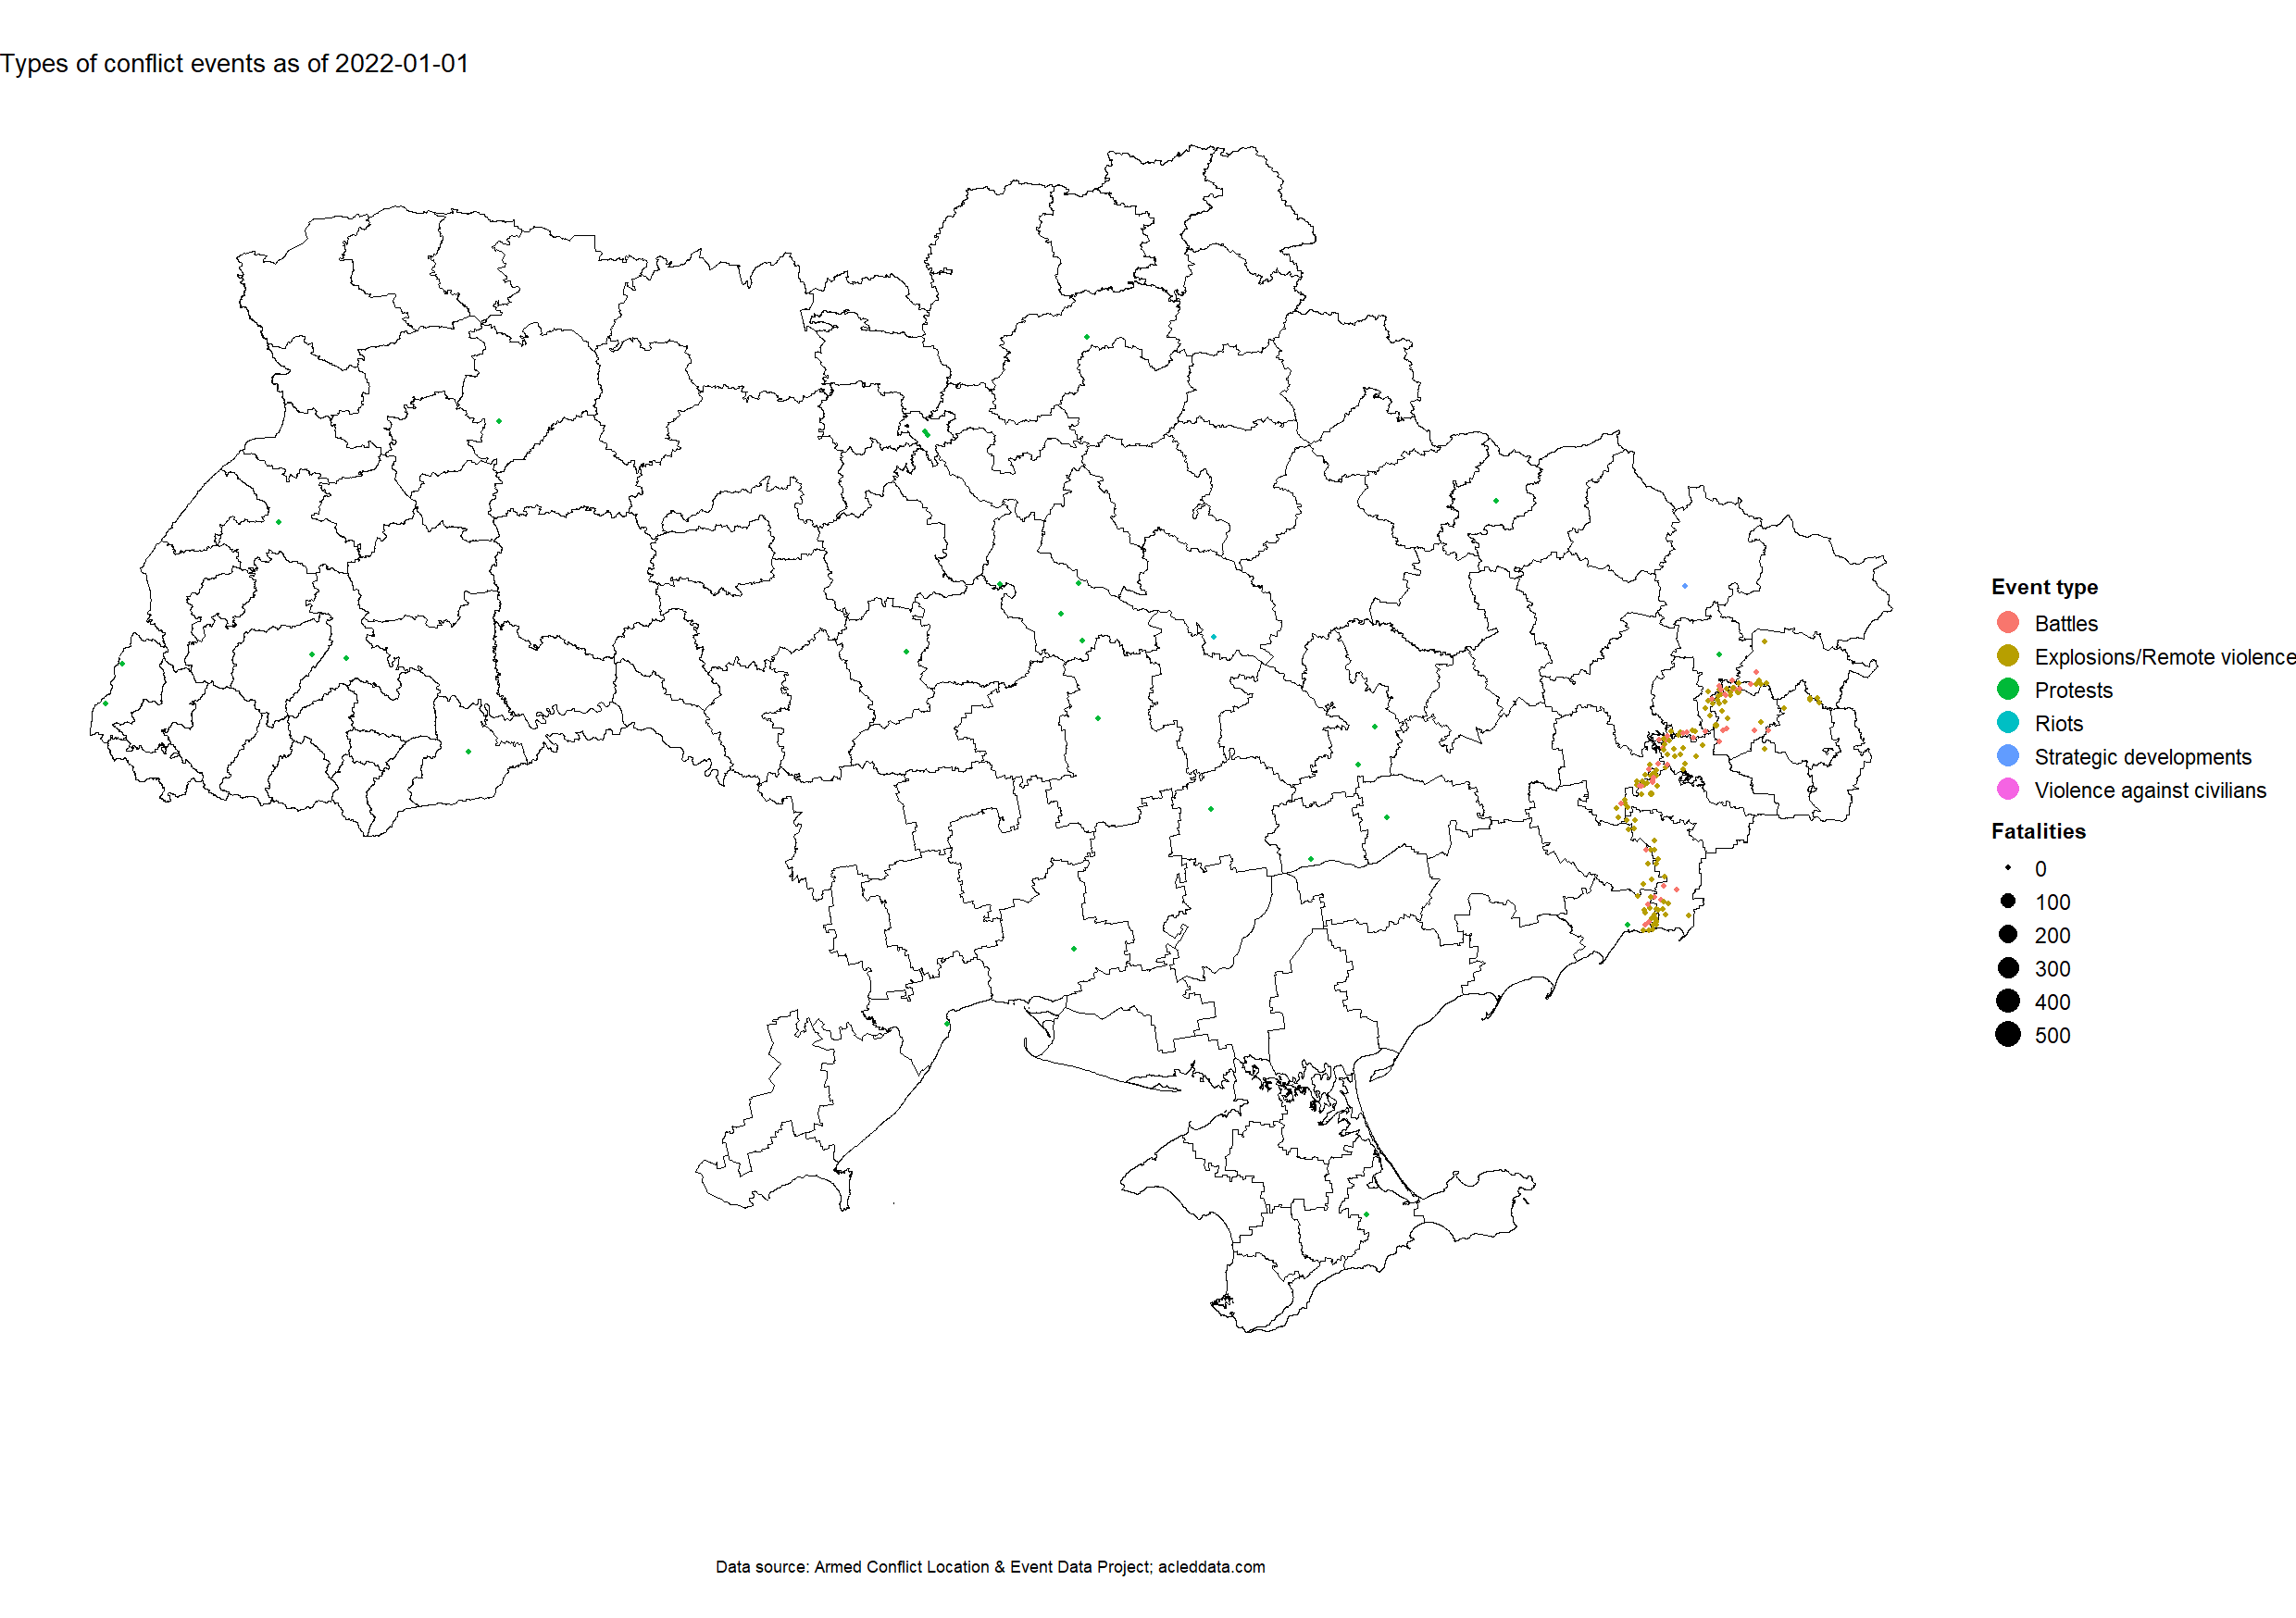 Types of conflict events as of 2022-01-01
Event type
Battles
Explosions/Remote violence
Protests
Riots
Strategic developments
Violence against civilians
Fatalities
0
100
200
300
400
500
Data source: Armed Conflict Location & Event Data Project; acleddata.com